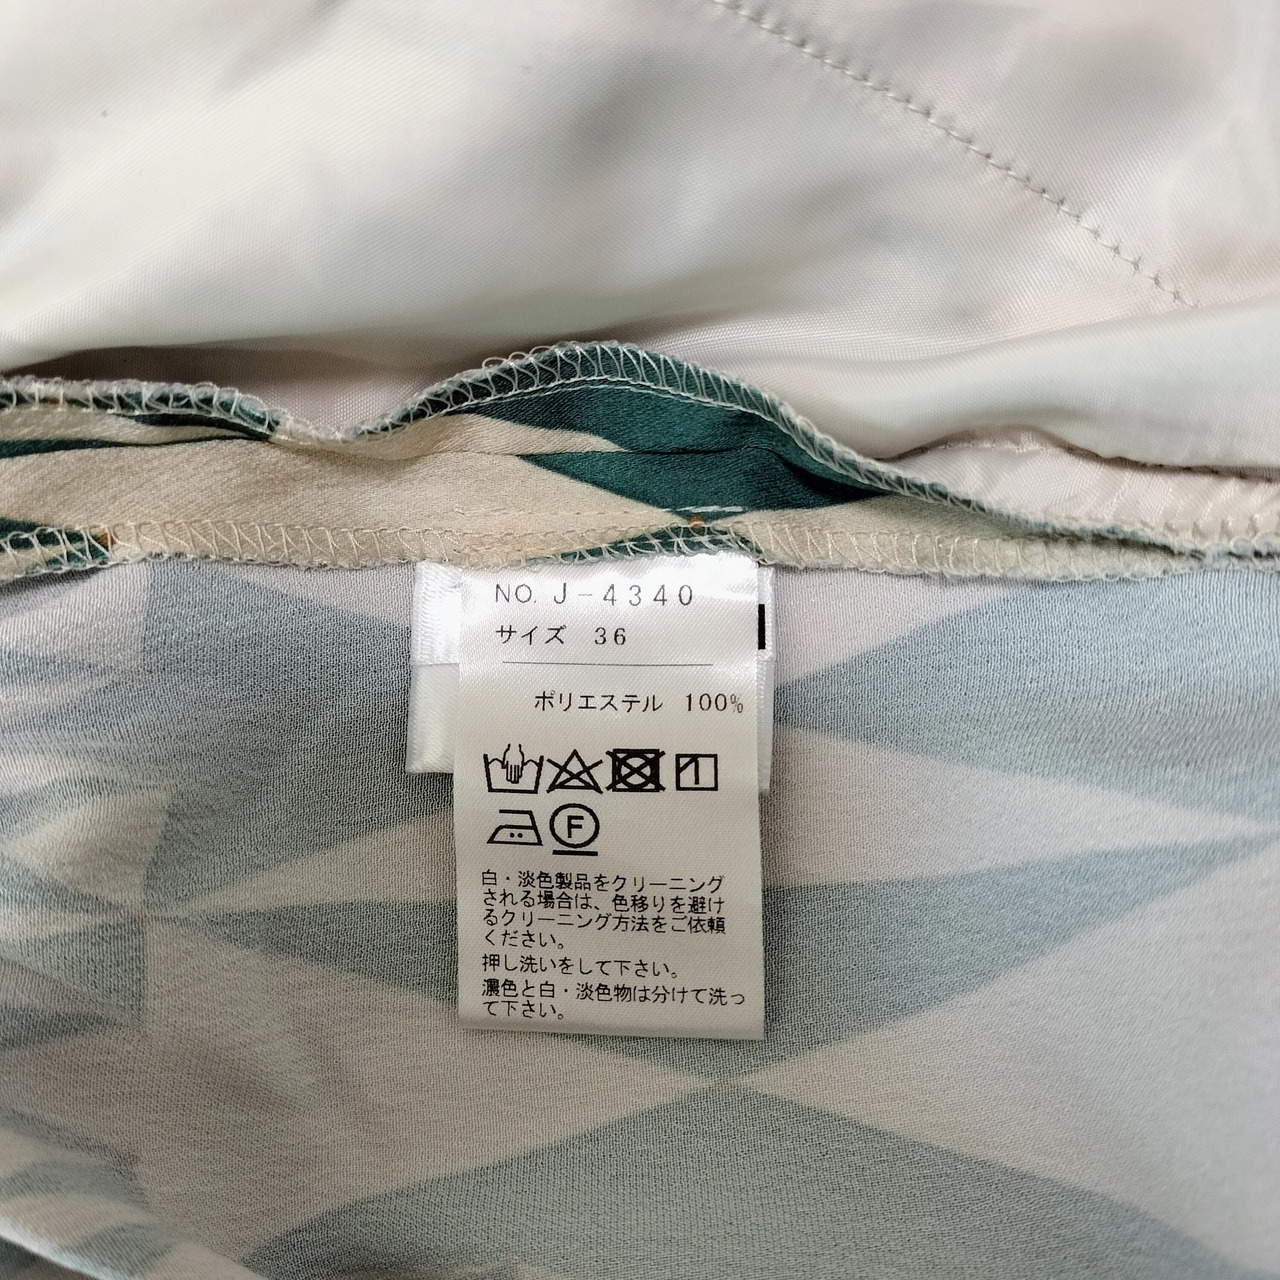 NO. J-4340
サイズ 36
ポリエステル 100%
F
白・淡色製品をクリーニング
される場合は、色移りを避け
るクリーニング方法をご依頼
ください。
押し洗いをして下さい。
濃色と白・淡色物は分けて洗っ
て下さい。